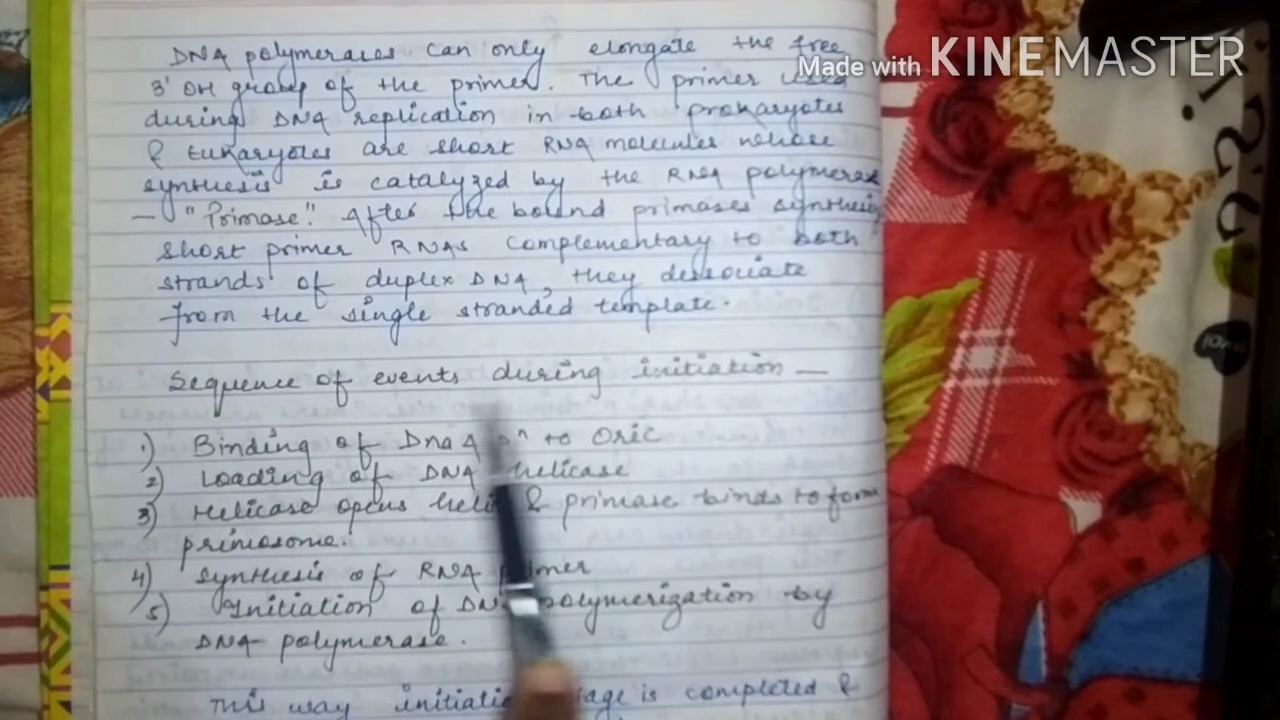 Made with KINEMASTER
DNA polymerases can only elongate the free
3' OH group of the primer. The primer used
during DNA replication in both prokaryotes
& Eukaryotes are short RNA molecules whose
synthesis is catalyzed by the RNA polymerase
- "Primase". After the bound primases synthesis
short primer RNAs complementary to both
strands of duplex DNA, they dessociate
from the single stranded template.
Sequence of events during initiation -
1) Binding of DnaA to OriC
2) Loading of DNA helicase
3) Helicase opens & primase binds to form
primosome.
4) Synthesis of RNA
5) Initiation of polymerization by
DNA polymerase.
This way is completed &